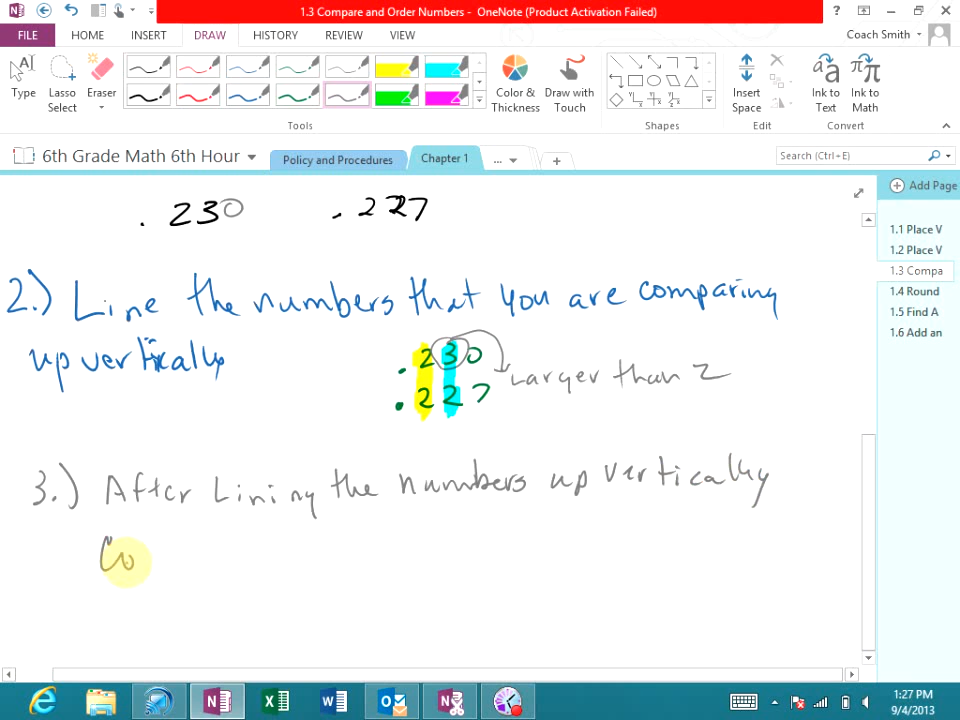 1.3 Compare and Order Numbers - OneNote (Product Activation Failed)
FILE HOME INSERT DRAW HISTORY REVIEW VIEW Coach Smith
Type Lasso Select Eraser Color & Thickness Draw with Touch Insert Space Ink to Text Ink to Math
Tools Shapes Edit Convert
6th Grade Math 6th Hour Policy and Procedures Chapter 1 ... + Search (Ctrl+E)
Add Page
1.1 Place V
1.2 Place V
1.3 Compa
1.4 Round
1.5 Find A
1.6 Add an
.230 .227
2.) Line the numbers that you are comparing
up vertically
.230
.227
Larger than 2
3.) After Lining the numbers up vertically
Co
1:27 PM
9/4/2013